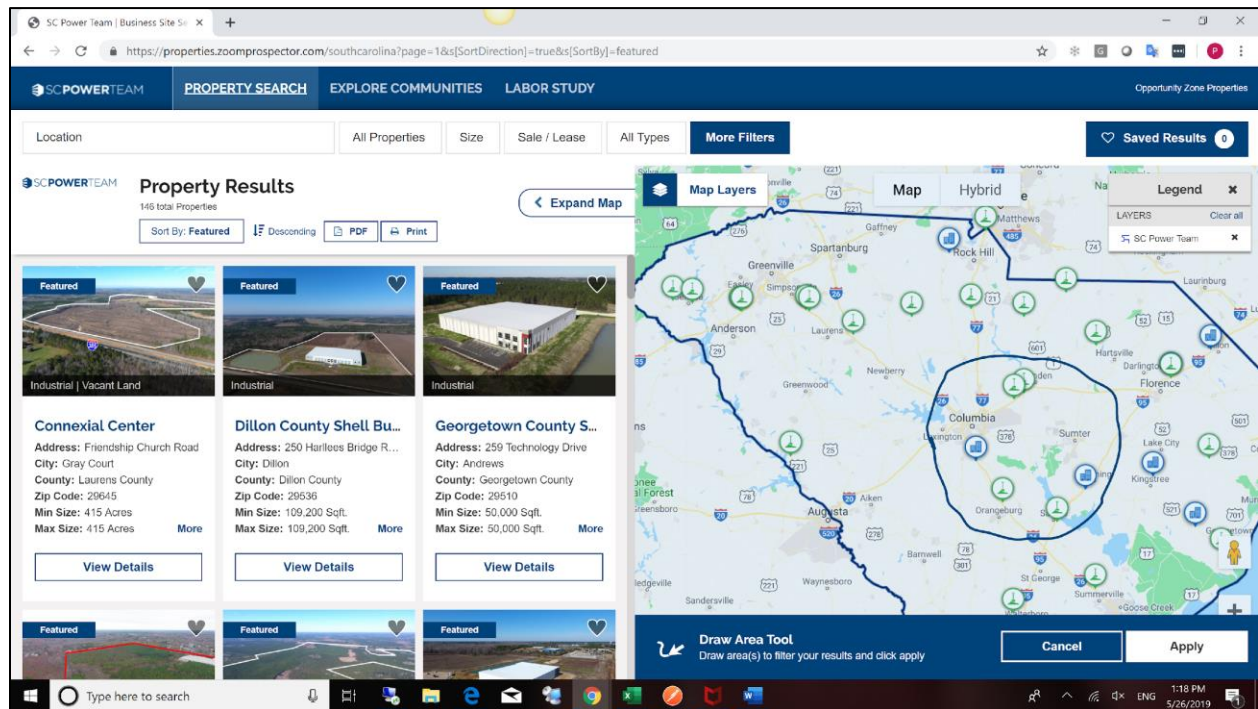 SC Power Team | Business Site Se
https://properties.zoomprospector.com/southcarolina?page=1&s[SortDirection]=true&s[SortBy]=featured
SCPOWERTEAM PROPERTY SEARCH EXPLORE COMMUNITIES LABOR STUDY Opportunity Zone Properties
Location All Properties Size Sale / Lease All Types More Filters Saved Results 0
SCPOWERTEAM Property Results
146 total Properties
Sort By: Featured Descending PDF Print
Expand Map
Featured Featured Featured
Industrial | Vacant Land Industrial Industrial
Connexial Center
Address: Friendship Church Road
City: Gray Court
County: Laurens County
Zip Code: 29645
Min Size: 415 Acres
Max Size: 415 Acres More
View Details
Dillon County Shell Bu...
Address: 250 Harllees Bridge R...
City: Dillon
County: Dillon County
Zip Code: 29536
Min Size: 109,200 Sqft.
Max Size: 109,200 Sqft. More
View Details
Georgetown County S...
Address: 259 Technology Drive
City: Andrews
County: Georgetown County
Zip Code: 29510
Min Size: 50,000 Sqft.
Max Size: 50,000 Sqft. More
View Details
Featured Featured Featured
Map Layers
Map Hybrid
Legend
LAYERS Clear all
SC Power Team
Matthews
Gaffney
Rock Hill
Spartanburg
Greenville
Laurinburg
Anderson
Laurens
Hartsville
Florence
Greenwood
Newberry
Columbia
Sumter
Lake City
Kingstree
Aiken
Augusta
Orangeburg
Barnwell
St George
Waynesboro
Summerville
Goose Creek
Sandersville
Draw Area Tool
Draw area(s) to filter your results and click apply
Cancel Apply
Type here to search
ENG
1:18 PM
5/26/2019